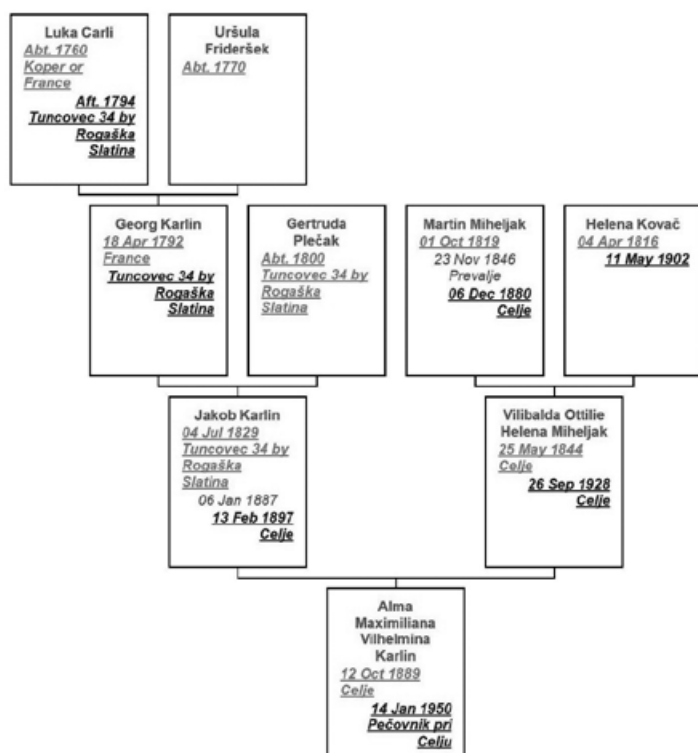 Luka Carli
Abt. 1760
Koper or
France
Aft. 1794
Tuncovec 34 by
Rogaška
Slatina
Uršula
Frideršek
Abt. 1770
Georg Karlin
18 Apr 1792
France
Tuncovec 34 by
Rogaška
Slatina
Gertruda
Plečak
Abt. 1800
Tuncovec 34 by
Rogaška
Slatina
Martin Miheljak
01 Oct 1819
23 Nov 1846
Prevalje
06 Dec 1880
Celje
Helena Kovač
04 Apr 1816
11 May 1902
Jakob Karlin
04 Jul 1829
Tuncovec 34 by
Rogaška
Slatina
06 Jan 1887
13 Feb 1897
Celje
Vilibalda Ottilie
Helena Miheljak
25 May 1844
Celje
26 Sep 1928
Celje
Alma
Maximiliana
Vilhelmina
Karlin
12 Oct 1889
Celje
14 Jan 1950
Pečovnik pri
Celju